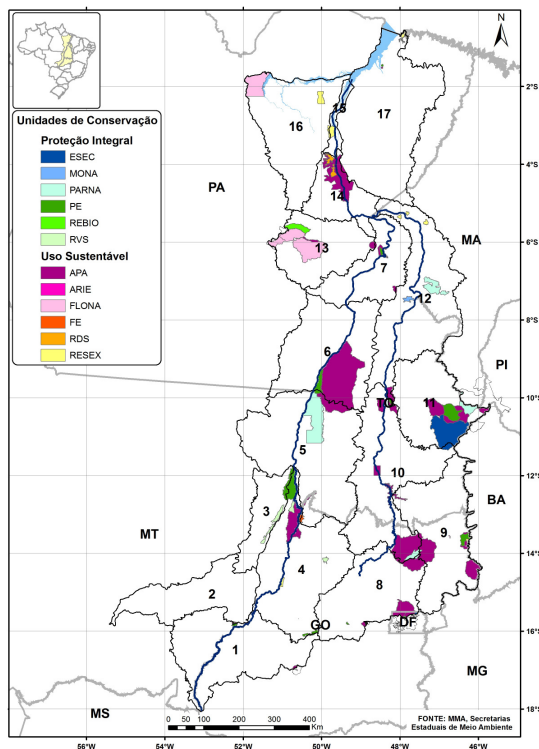 N
Unidades de Conservação
Proteção Integral
ESEC
MONA
PARNA
PE
REBIO
RVS
Uso Sustentável
APA
ARIE
FLONA
FE
RDS
RESEX
2°S
4°S
6°S
8°S
10°S
12°S
14°S
16°S
18°S
15
16
17
14
PA
MA
13
7
12
6
PI
11
TO
5
10
BA
3
9
MT
4
2
8
GO
DF
1
MG
MS
0 50 100 200 300 400
Km
FONTE: MMA, Secretarias
Estaduais de Meio Ambiente
56°W 54°W 52°W 50°W 48°W 46°W